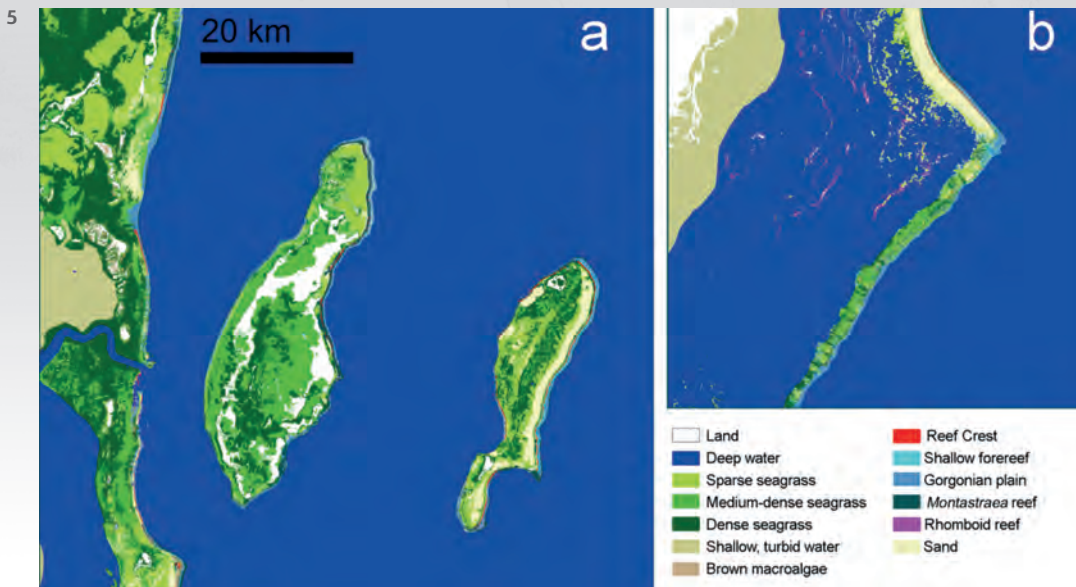 5
20 km
a
b
Land
Deep water
Sparse seagrass
Medium-dense seagrass
Dense seagrass
Shallow, turbid water
Brown macroalgae
Reef Crest
Shallow forereef
Gorgonian plain
Montastraea reef
Rhomboid reef
Sand